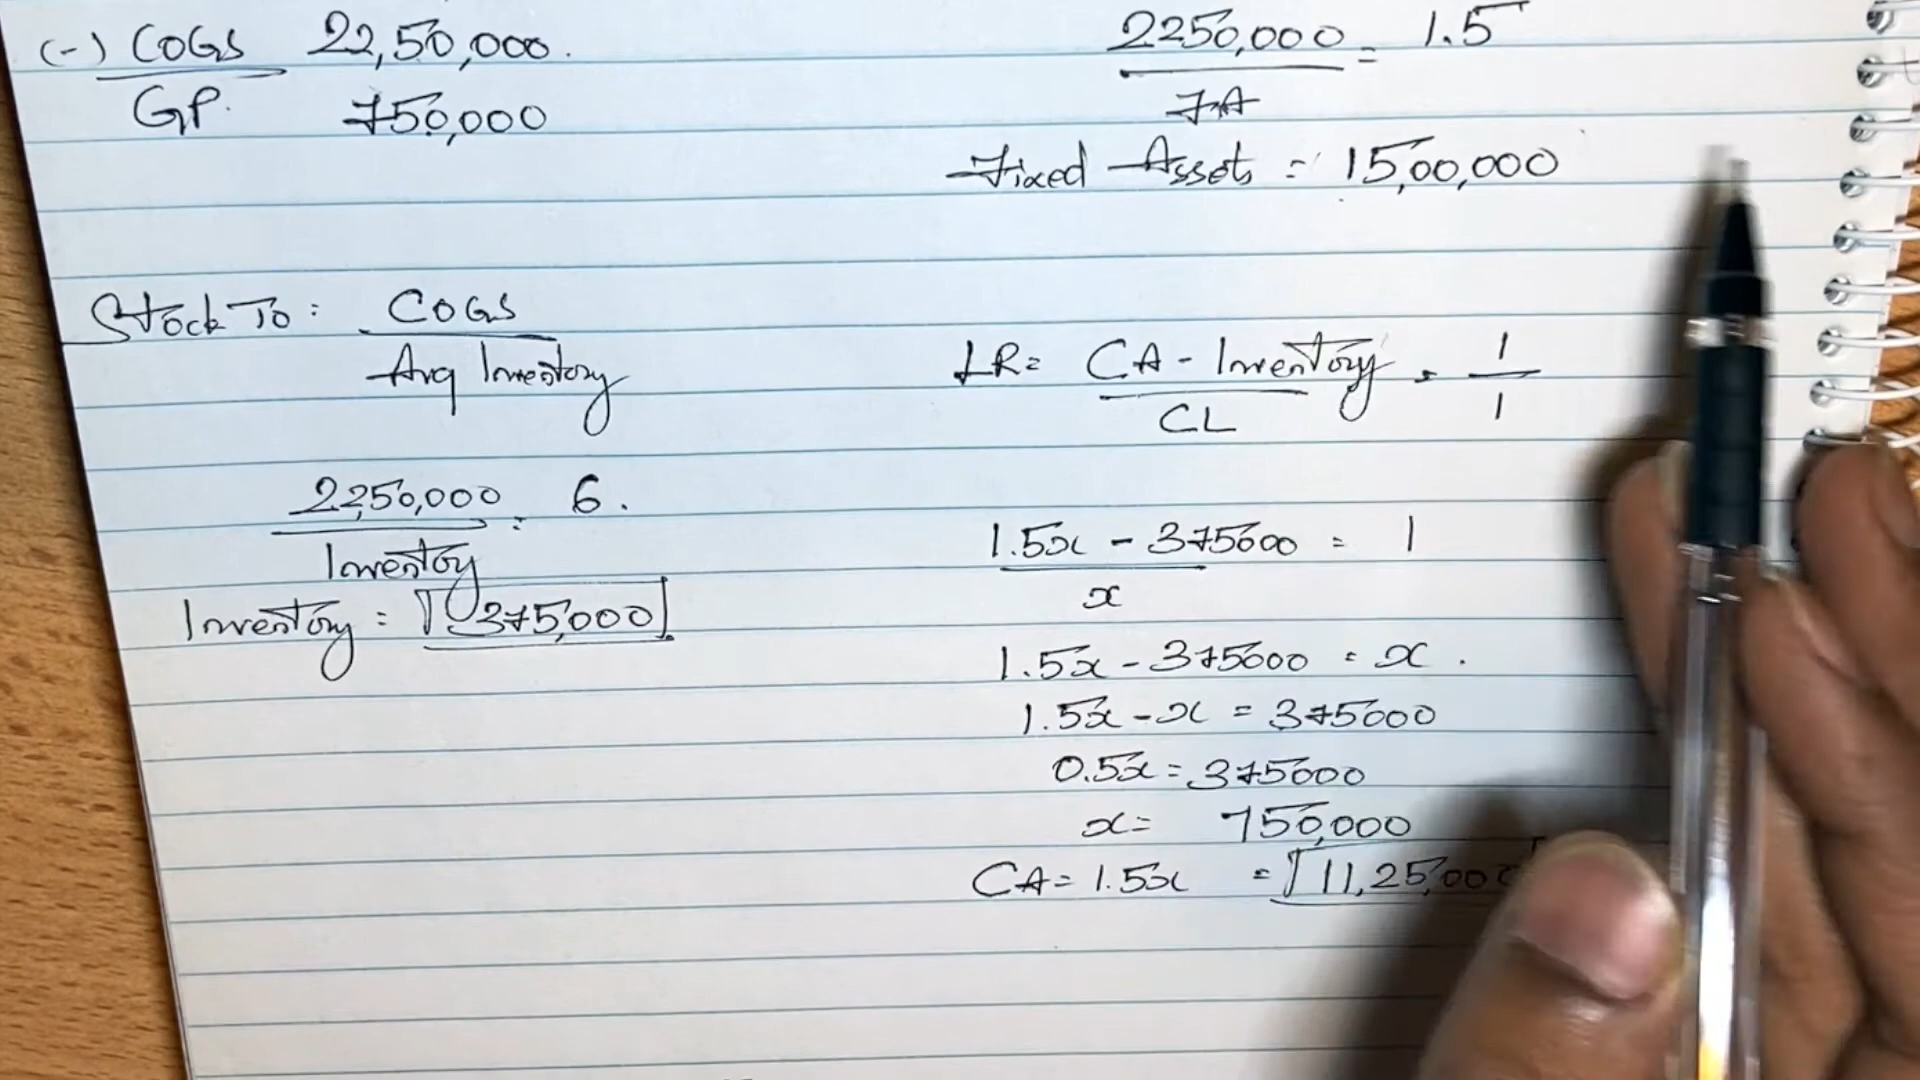 (-) COGS 22,50,000.
GP. 750,000
2250,000 = 1.5
FA
Fixed Assets = 15,00,000
Stock To: COGS
Avg Inventory
22,50,000 = 6.
Inventory
Inventory = 375,000
LR= CA - Inventory = 1
CL 1
1.5x - 375000 = 1
x
1.5x - 375000 = x.
1.5x - x = 375000
0.5x = 375000
x = 750,000
CA = 1.5x = 11,25,000